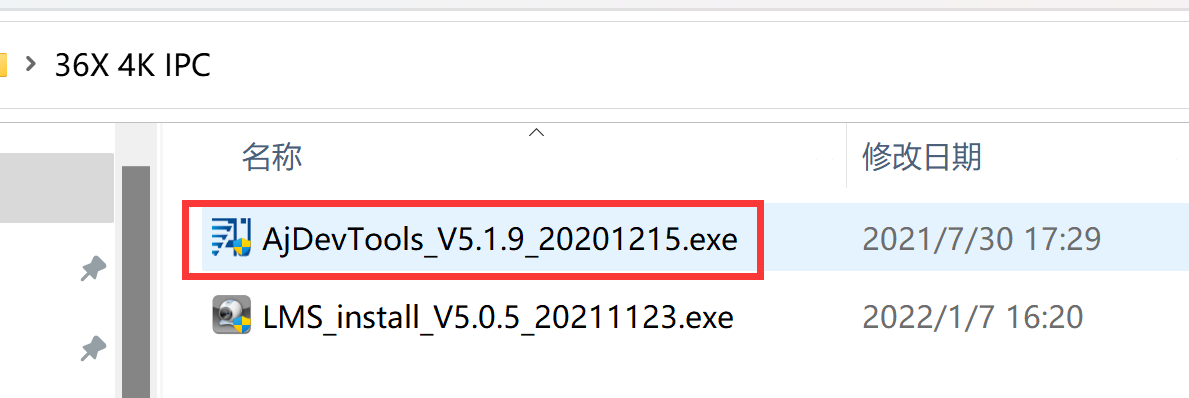 36X 4K IPC
名称 修改日期
AjDevTools_V5.1.9_20201215.exe 2021/7/30 17:29
LMS_install_V5.0.5_20211123.exe 2022/1/7 16:20